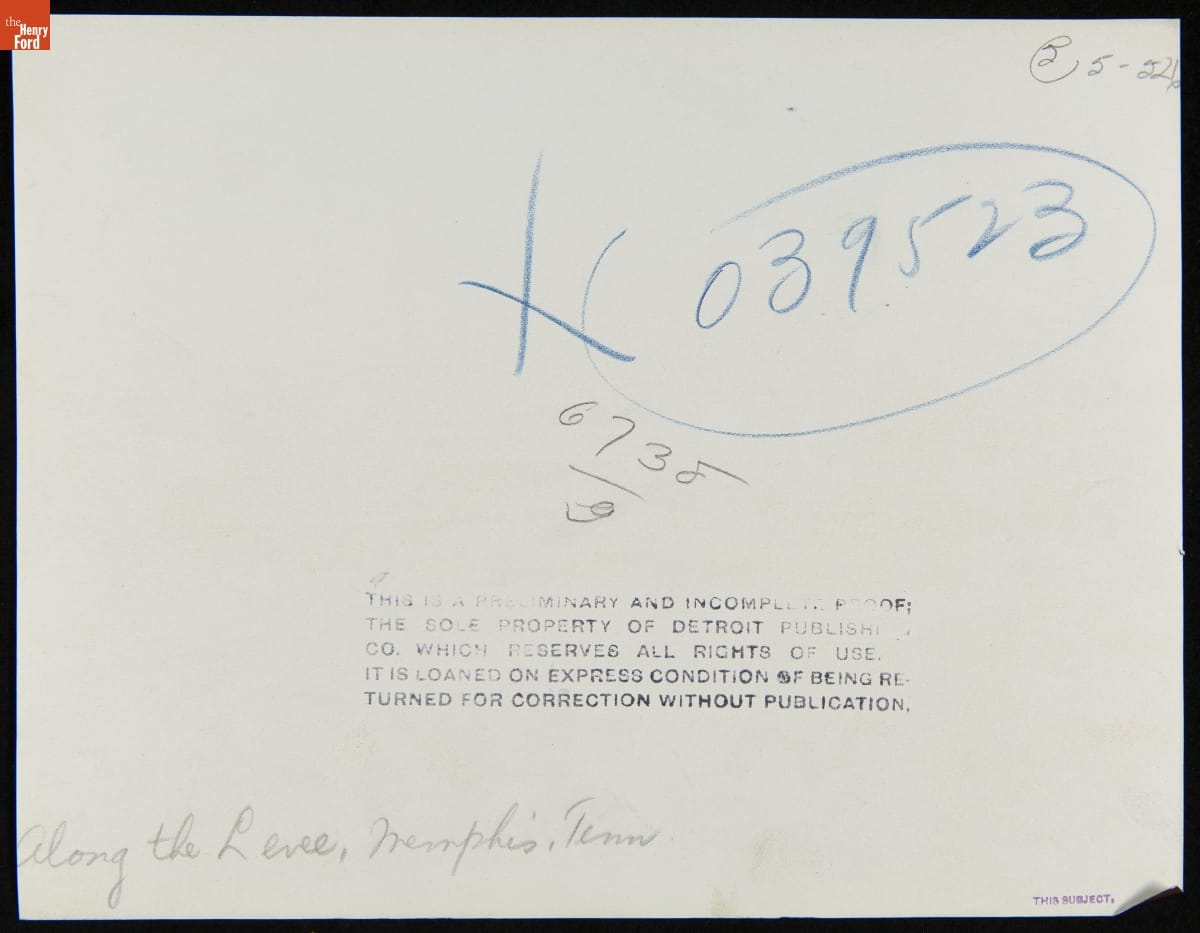 the
Henry
Ford
5 5-
039523
6735
THIS IS A PRELIMINARY AND INCOMPLETE PROOF;
THE SOLE PROPERTY OF DETROIT PUBLISHI
CO. WHICH RESERVES ALL RIGHTS OF USE.
IT IS LOANED ON EXPRESS CONDITION OF BEING RE-
TURNED FOR CORRECTION WITHOUT PUBLICATION.
Along the Levee, Memphis, Tenn
THIS SUBJECT.